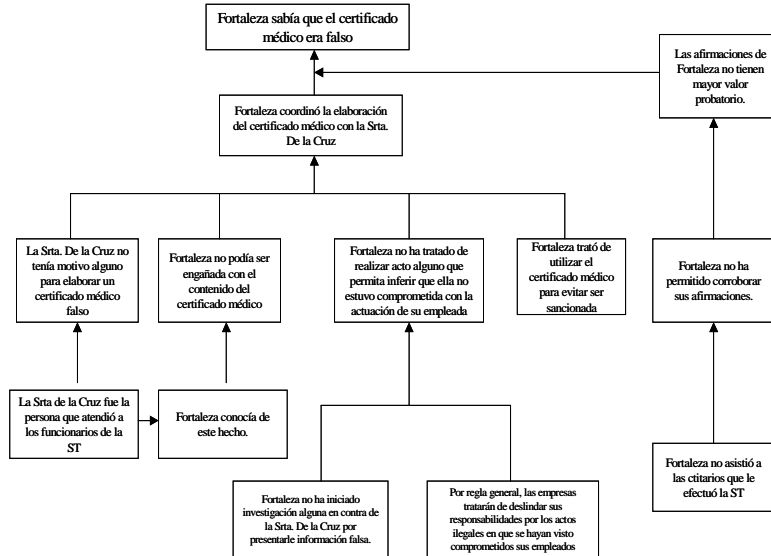 Fortaleza sabía que el certificado
médico era falso
Las afirmaciones de
Fortaleza no tienen
mayor valor
probatorio.
Fortaleza coordinó la elaboración
del certificado médico con la Srta.
De la Cruz
La Srta. De la Cruz no
tenía motivo alguno
para elaborar un
certificado médico
falso
Fortaleza no podía ser
engañada con el
contenido del
certificado médico
Fortaleza no ha tratado de
realizar acto alguno que
permita inferir que ella no
estuvo comprometida con la
actuación de su empleada
Fortaleza trató de
utilizar el
certificado médico
para evitar ser
sancionada
Fortaleza no ha
permitido corroborar
sus afirmaciones.
La Srta de la Cruz fue la
persona que atendió a
los funcionarios de la
ST
Fortaleza conocía de
este hecho.
Fortaleza no asistió a
las ctitarios que le
efectuó la ST
Fortaleza no ha iniciado
investigación alguna en contra de
la Srta. De la Cruz por
presentarle información falsa.
Por regla general, las empresas
tratarán de deslindar sus
responsabilidades por los actos
ilegales en que se hayan visto
comprometidos sus empleados